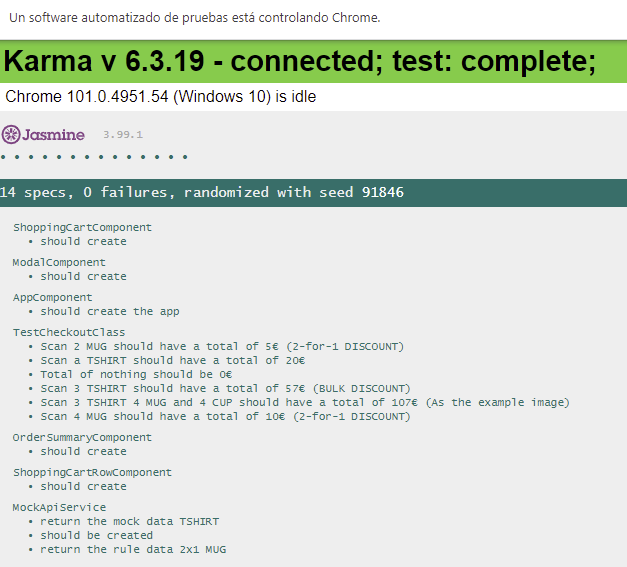 Un software automatizado de pruebas está controlando Chrome.
Karma v 6.3.19 - connected; test: complete;
Chrome 101.0.4951.54 (Windows 10) is idle
Jasmine 3.99.1
• • • • • • • • • • • • • •
14 specs, 0 failures, randomized with seed 91846
ShoppingCartComponent
• should create
ModalComponent
• should create
AppComponent
• should create the app
TestCheckoutClass
• Scan 2 MUG should have a total of 5€ (2-for-1 DISCOUNT)
• Scan a TSHIRT should have a total of 20€
• Total of nothing should be 0€
• Scan 3 TSHIRT should have a total of 57€ (BULK DISCOUNT)
• Scan 3 TSHIRT 4 MUG and 4 CUP should have a total of 107€ (As the example image)
• Scan 4 MUG should have a total of 10€ (2-for-1 DISCOUNT)
OrderSummaryComponent
• should create
ShoppingCartRowComponent
• should create
MockApiService
• return the mock data TSHIRT
• should be created
• return the rule data 2x1 MUG